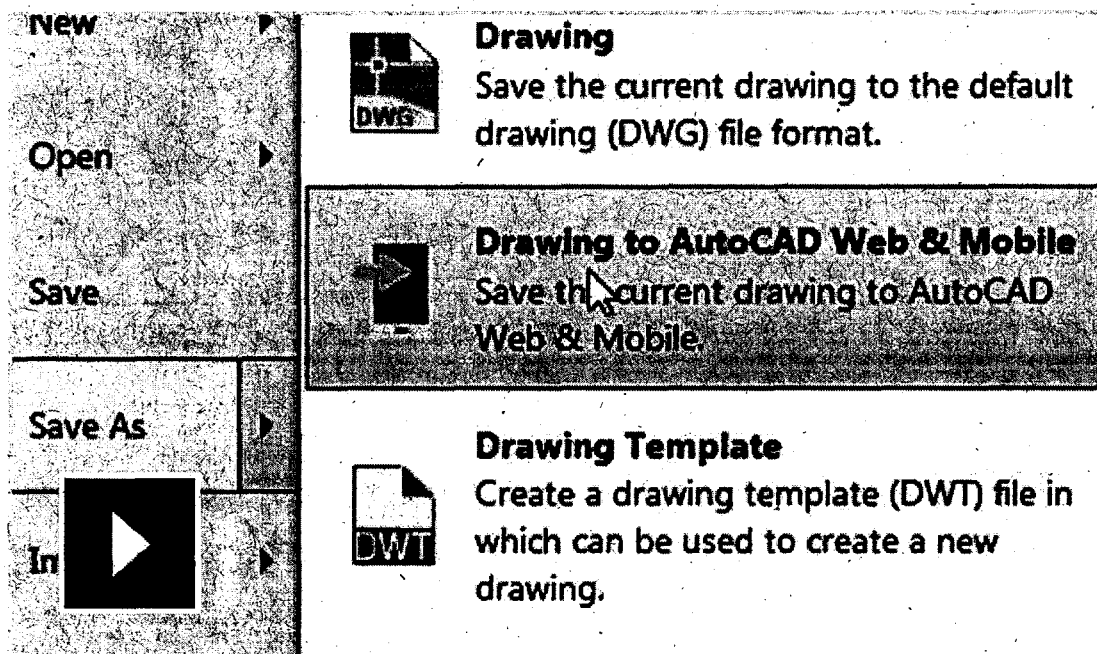 New
Open
Save
Save As
Drawing
Save the current drawing to the default
drawing (DWG) file format.
DWG
Drawing to AutoCAD Web & Mobile
Save the current drawing to AutoCAD
Web & Mobile.
Drawing Template
Create a drawing template (DWT) file in
which can be used to create a new
drawing.
DWT